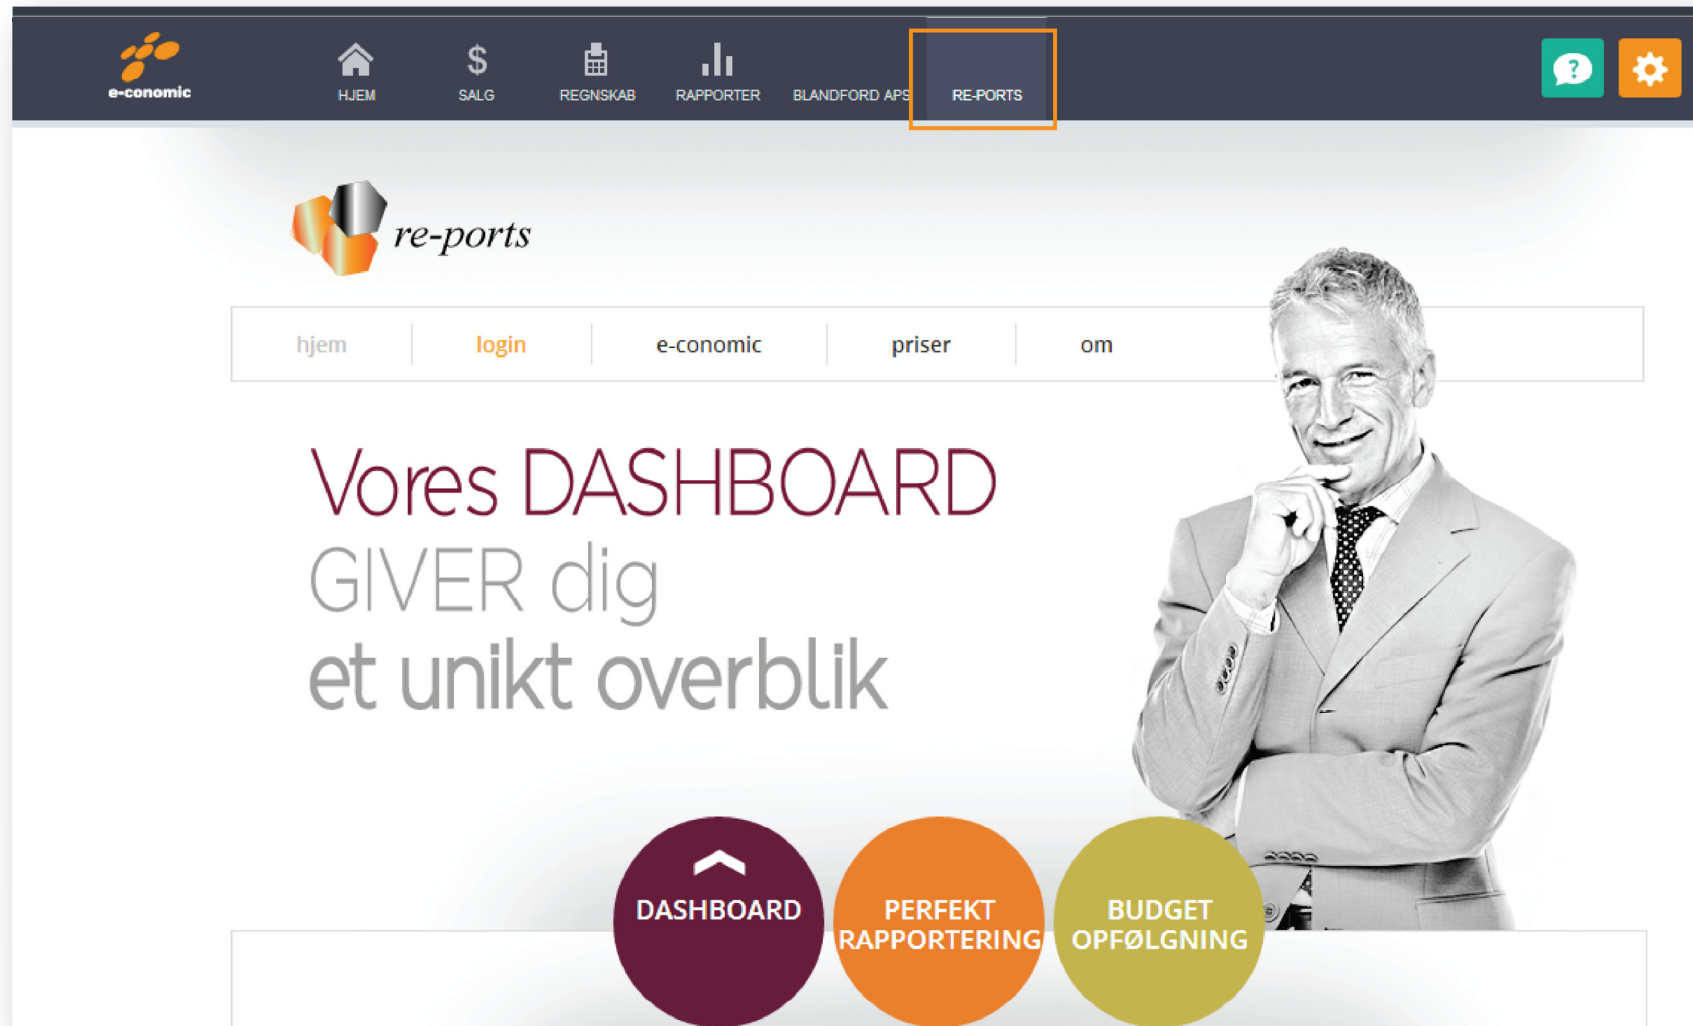 e-conomic
HJEM
SALG
REGNSKAB
RAPPORTER
BLANDFORD APS
RE-PORTS
?
re-ports
hjem
login
e-conomic
priser
om
Vores DASHBOARD
GIVER dig
et unikt overblik
DASHBOARD
PERFEKT
RAPPORTERING
BUDGET
OPFØLGNING